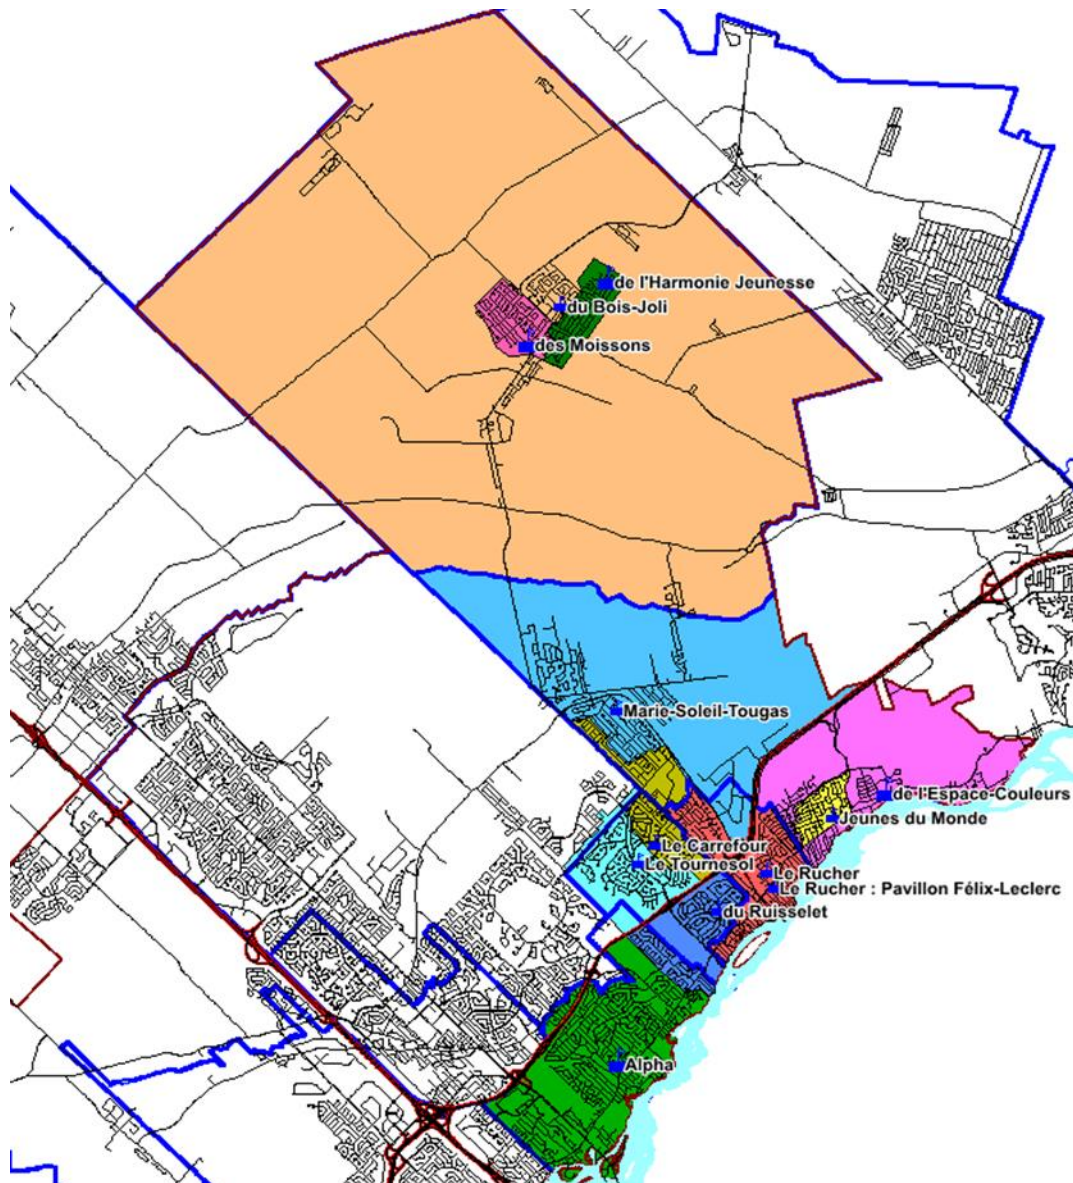 de l'Harmonie Jeunesse
du Bois-Joli
des Moissons
Marie-Soleil-Tougas
de l'Espace-Couleurs
Jeunes du Monde
Le Carrefour
Le Tournesol
Le Rucher
Le Rucher : Pavillon Félix-Leclerc
du Ruisselet
Alpha